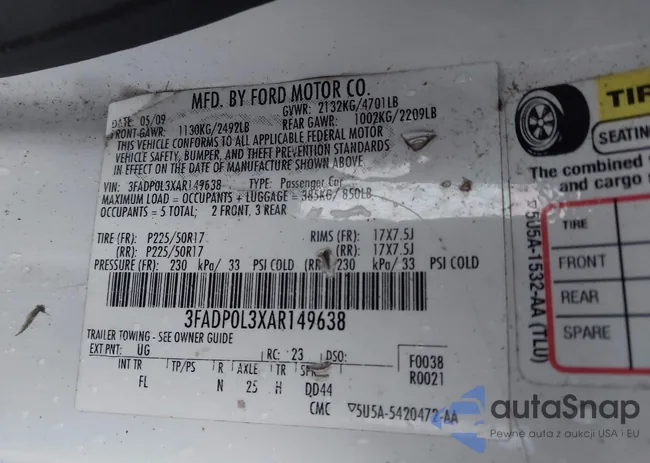 MFD. BY FORD MOTOR CO.
DATE: 05/09 GVWR: 2132KG/4701LB
FRONT-GAWR: 1130KG/2492LB REAR GAWR: 1002KG/2209LB
THIS VEHICLE CONFORMS TO ALL APPLICABLE FEDERAL MOTOR
VEHICLE SAFETY, BUMPER, AND THEFT PREVENTION STANDARDS
IN EFFECT ON THE DATE OF MANUFACTURE SHOWN ABOVE.
VIN: 3FADP0L3XAR149638 TYPE: Passenger Car
MAXIMUM LOAD = OCCUPANTS + LUGGAGE = 385KG/ 850LB
OCCUPANTS = 5 TOTAL; 2 FRONT, 3 REAR
TIRE (FR): P225/50R17 RIMS (FR): 17X7.5J
(RR): P225/50R17 (RR): 17X7.5J
PRESSURE (FR): 230 kPa/ 33 PSI COLD (RR): 230 kPa/ 33 PSI COLD
3FADP0L3XAR149638
TRAILER TOWING - SEE OWNER GUIDE
EXT PNT: UG RC: 23 DSO: F0038
INT TR TP/PS R AXLE TR SPR R0021
FL N 25 H DD44
CMC ▽5U5A-5420472-AA
▽5U5A-1532-AA (TLU)
TIR
SEATING
The combined
and cargo
TIRE
FRONT
REAR
SPARE
autoSnap
Pewne auta z aukcji USA i EU